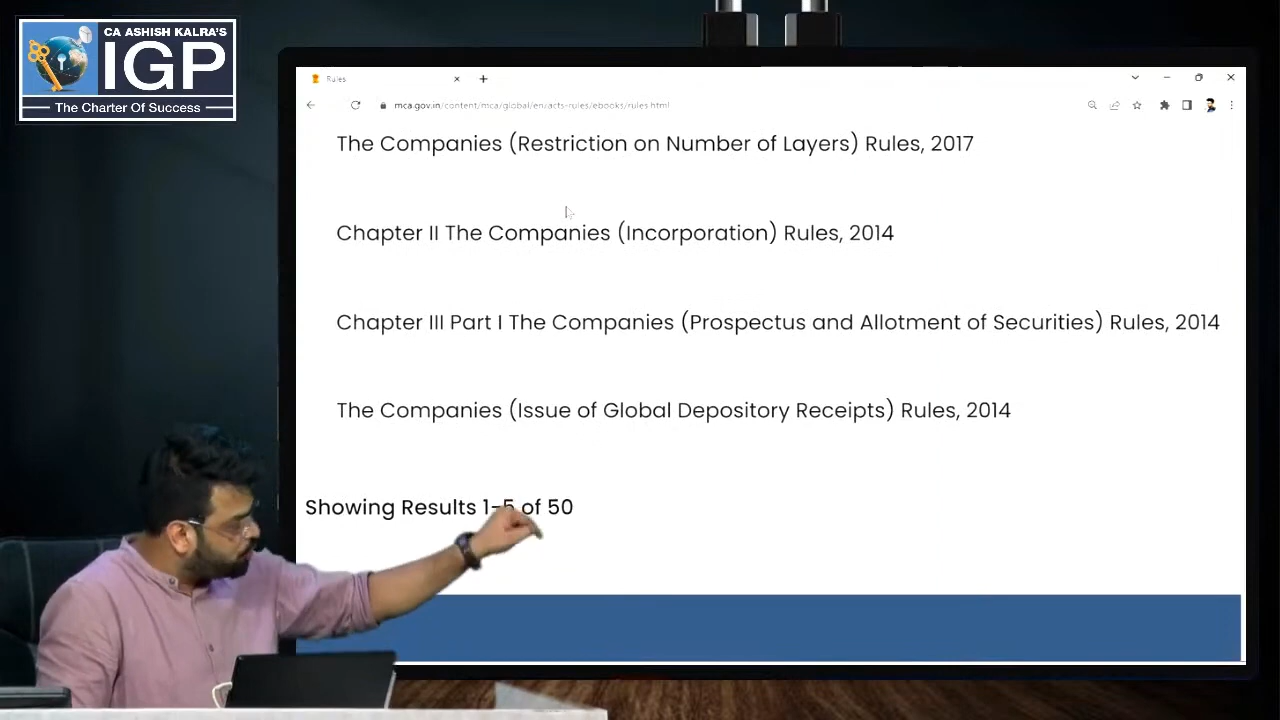 CA ASHISH KALRA'S
IGP
The Charter Of Success
Rules
mca.gov.in/content/mca/global/en/acts-rules/ebooks/rules.html
The Companies (Restriction on Number of Layers) Rules, 2017
Chapter II The Companies (Incorporation) Rules, 2014
Chapter III Part I The Companies (Prospectus and Allotment of Securities) Rules, 2014
The Companies (Issue of Global Depository Receipts) Rules, 2014
Showing Results 1-5 of 50